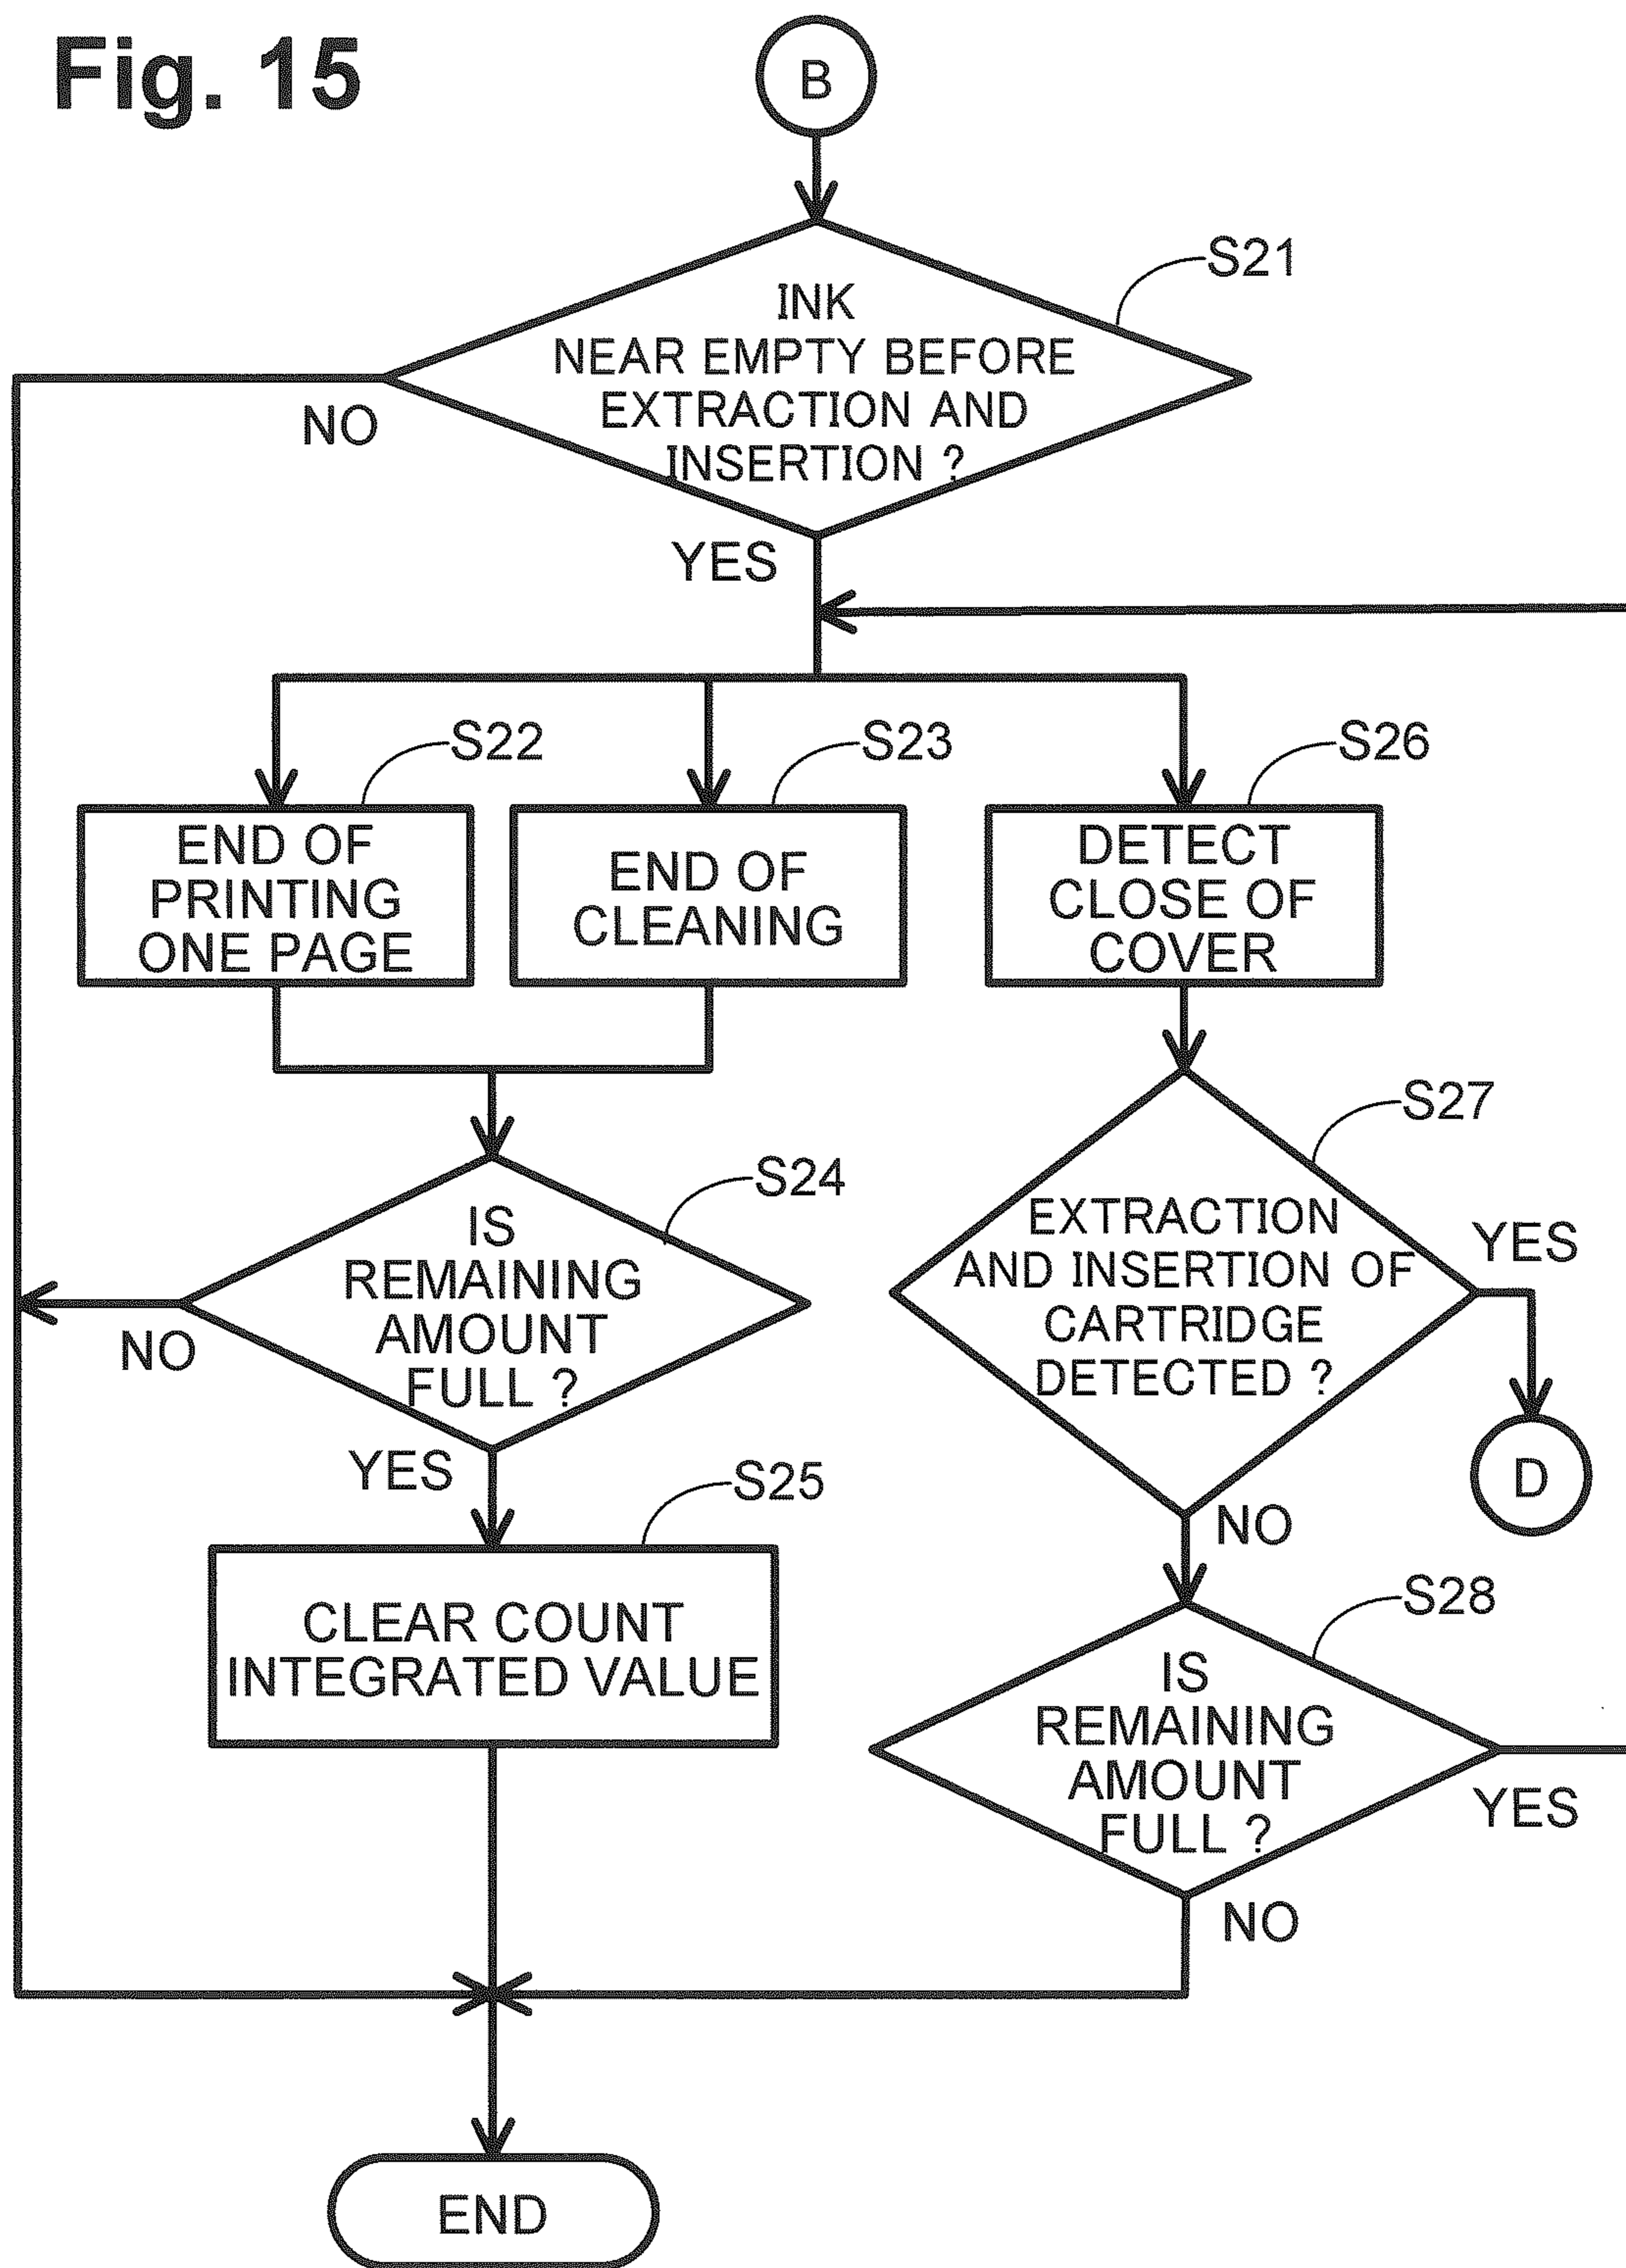 Fig. 15
B
S21
INK
NEAR EMPTY BEFORE
EXTRACTION AND
INSERTION ?
NO
YES
S22
S23
S26
END OF
PRINTING
ONE PAGE
END OF
CLEANING
DETECT
CLOSE OF
COVER
S24
IS
REMAINING
AMOUNT
FULL ?
NO
YES
S27
EXTRACTION
AND INSERTION OF
CARTRIDGE
DETECTED ?
YES
D
NO
S25
CLEAR COUNT
INTEGRATED VALUE
S28
IS
REMAINING
AMOUNT
FULL ?
YES
NO
END